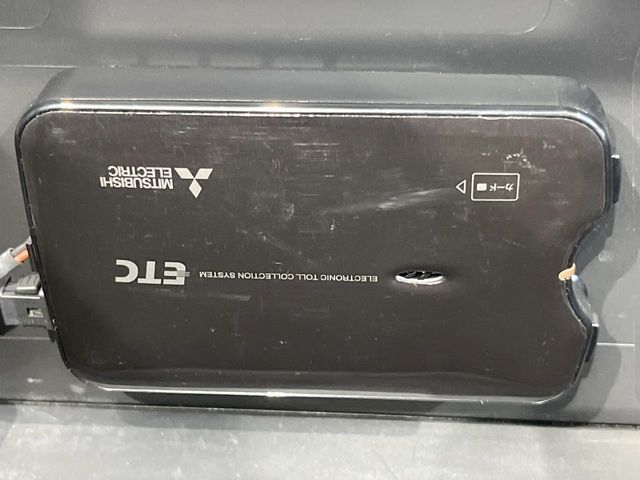 ETC ELECTRONIC TOLL COLLECTION SYSTEM
カード
MITSUBISHI
ELECTRIC